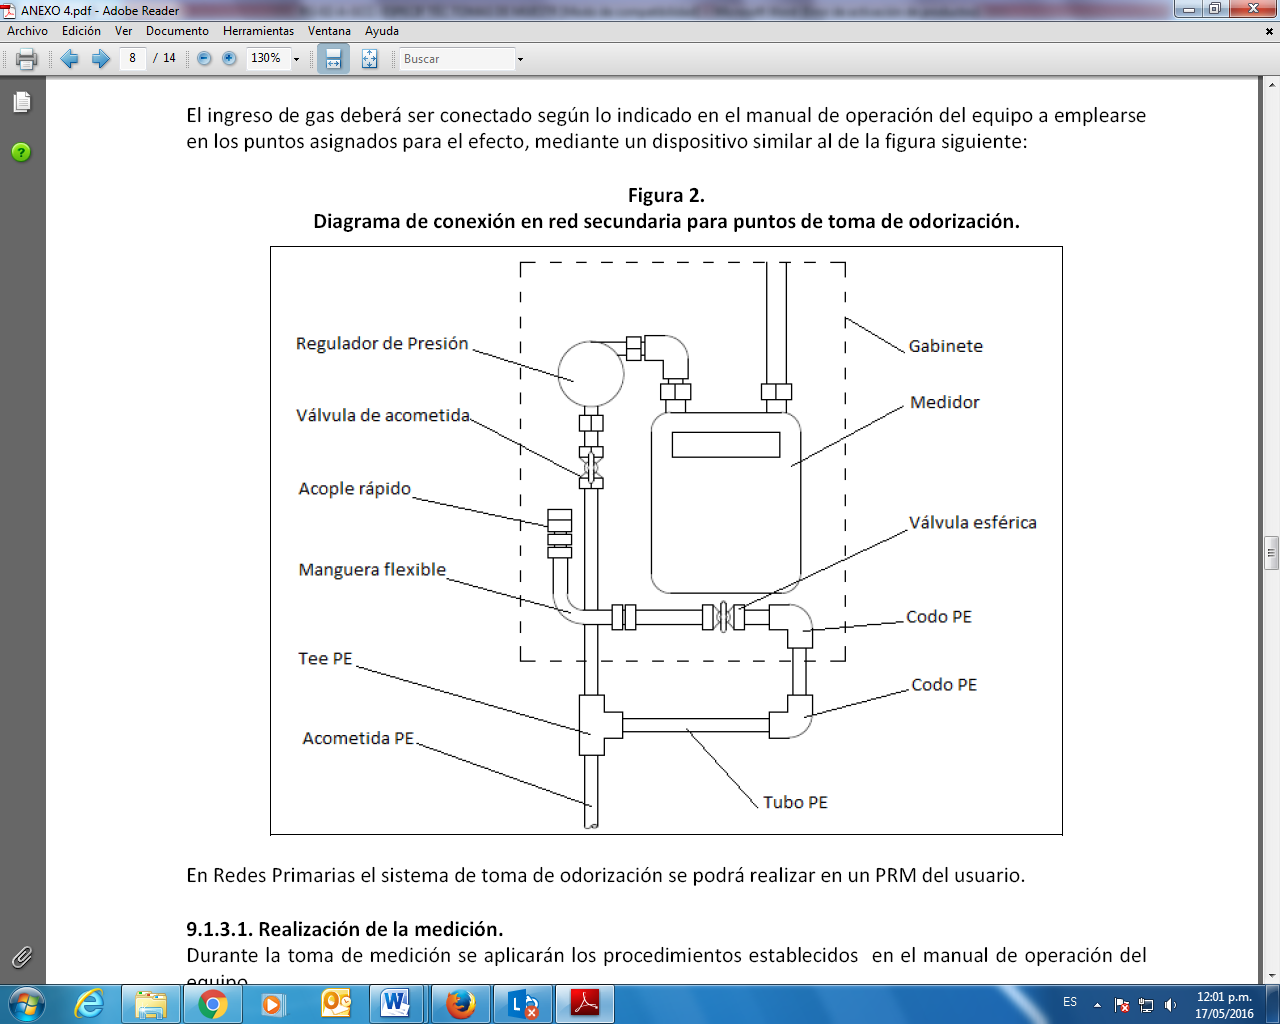 ANEXO 4.pdf - Adobe Reader
Archivo Edición Ver Documento Herramientas Ventana Ayuda
8 / 14 130% Buscar
El ingreso de gas deberá ser conectado según lo indicado en el manual de operación del equipo a emplearse
en los puntos asignados para el efecto, mediante un dispositivo similar al de la figura siguiente:
Figura 2.
Diagrama de conexión en red secundaria para puntos de toma de odorización.
Regulador de Presión
Gabinete
Medidor
Válvula de acometida
Acople rápido
Válvula esférica
Manguera flexible
Codo PE
Tee PE
Codo PE
Acometida PE
Tubo PE
En Redes Primarias el sistema de toma de odorización se podrá realizar en un PRM del usuario.
9.1.3.1. Realización de la medición.
Durante la toma de medición se aplicarán los procedimientos establecidos en el manual de operación del
equipo
ES
12:01 p.m.
17/05/2016